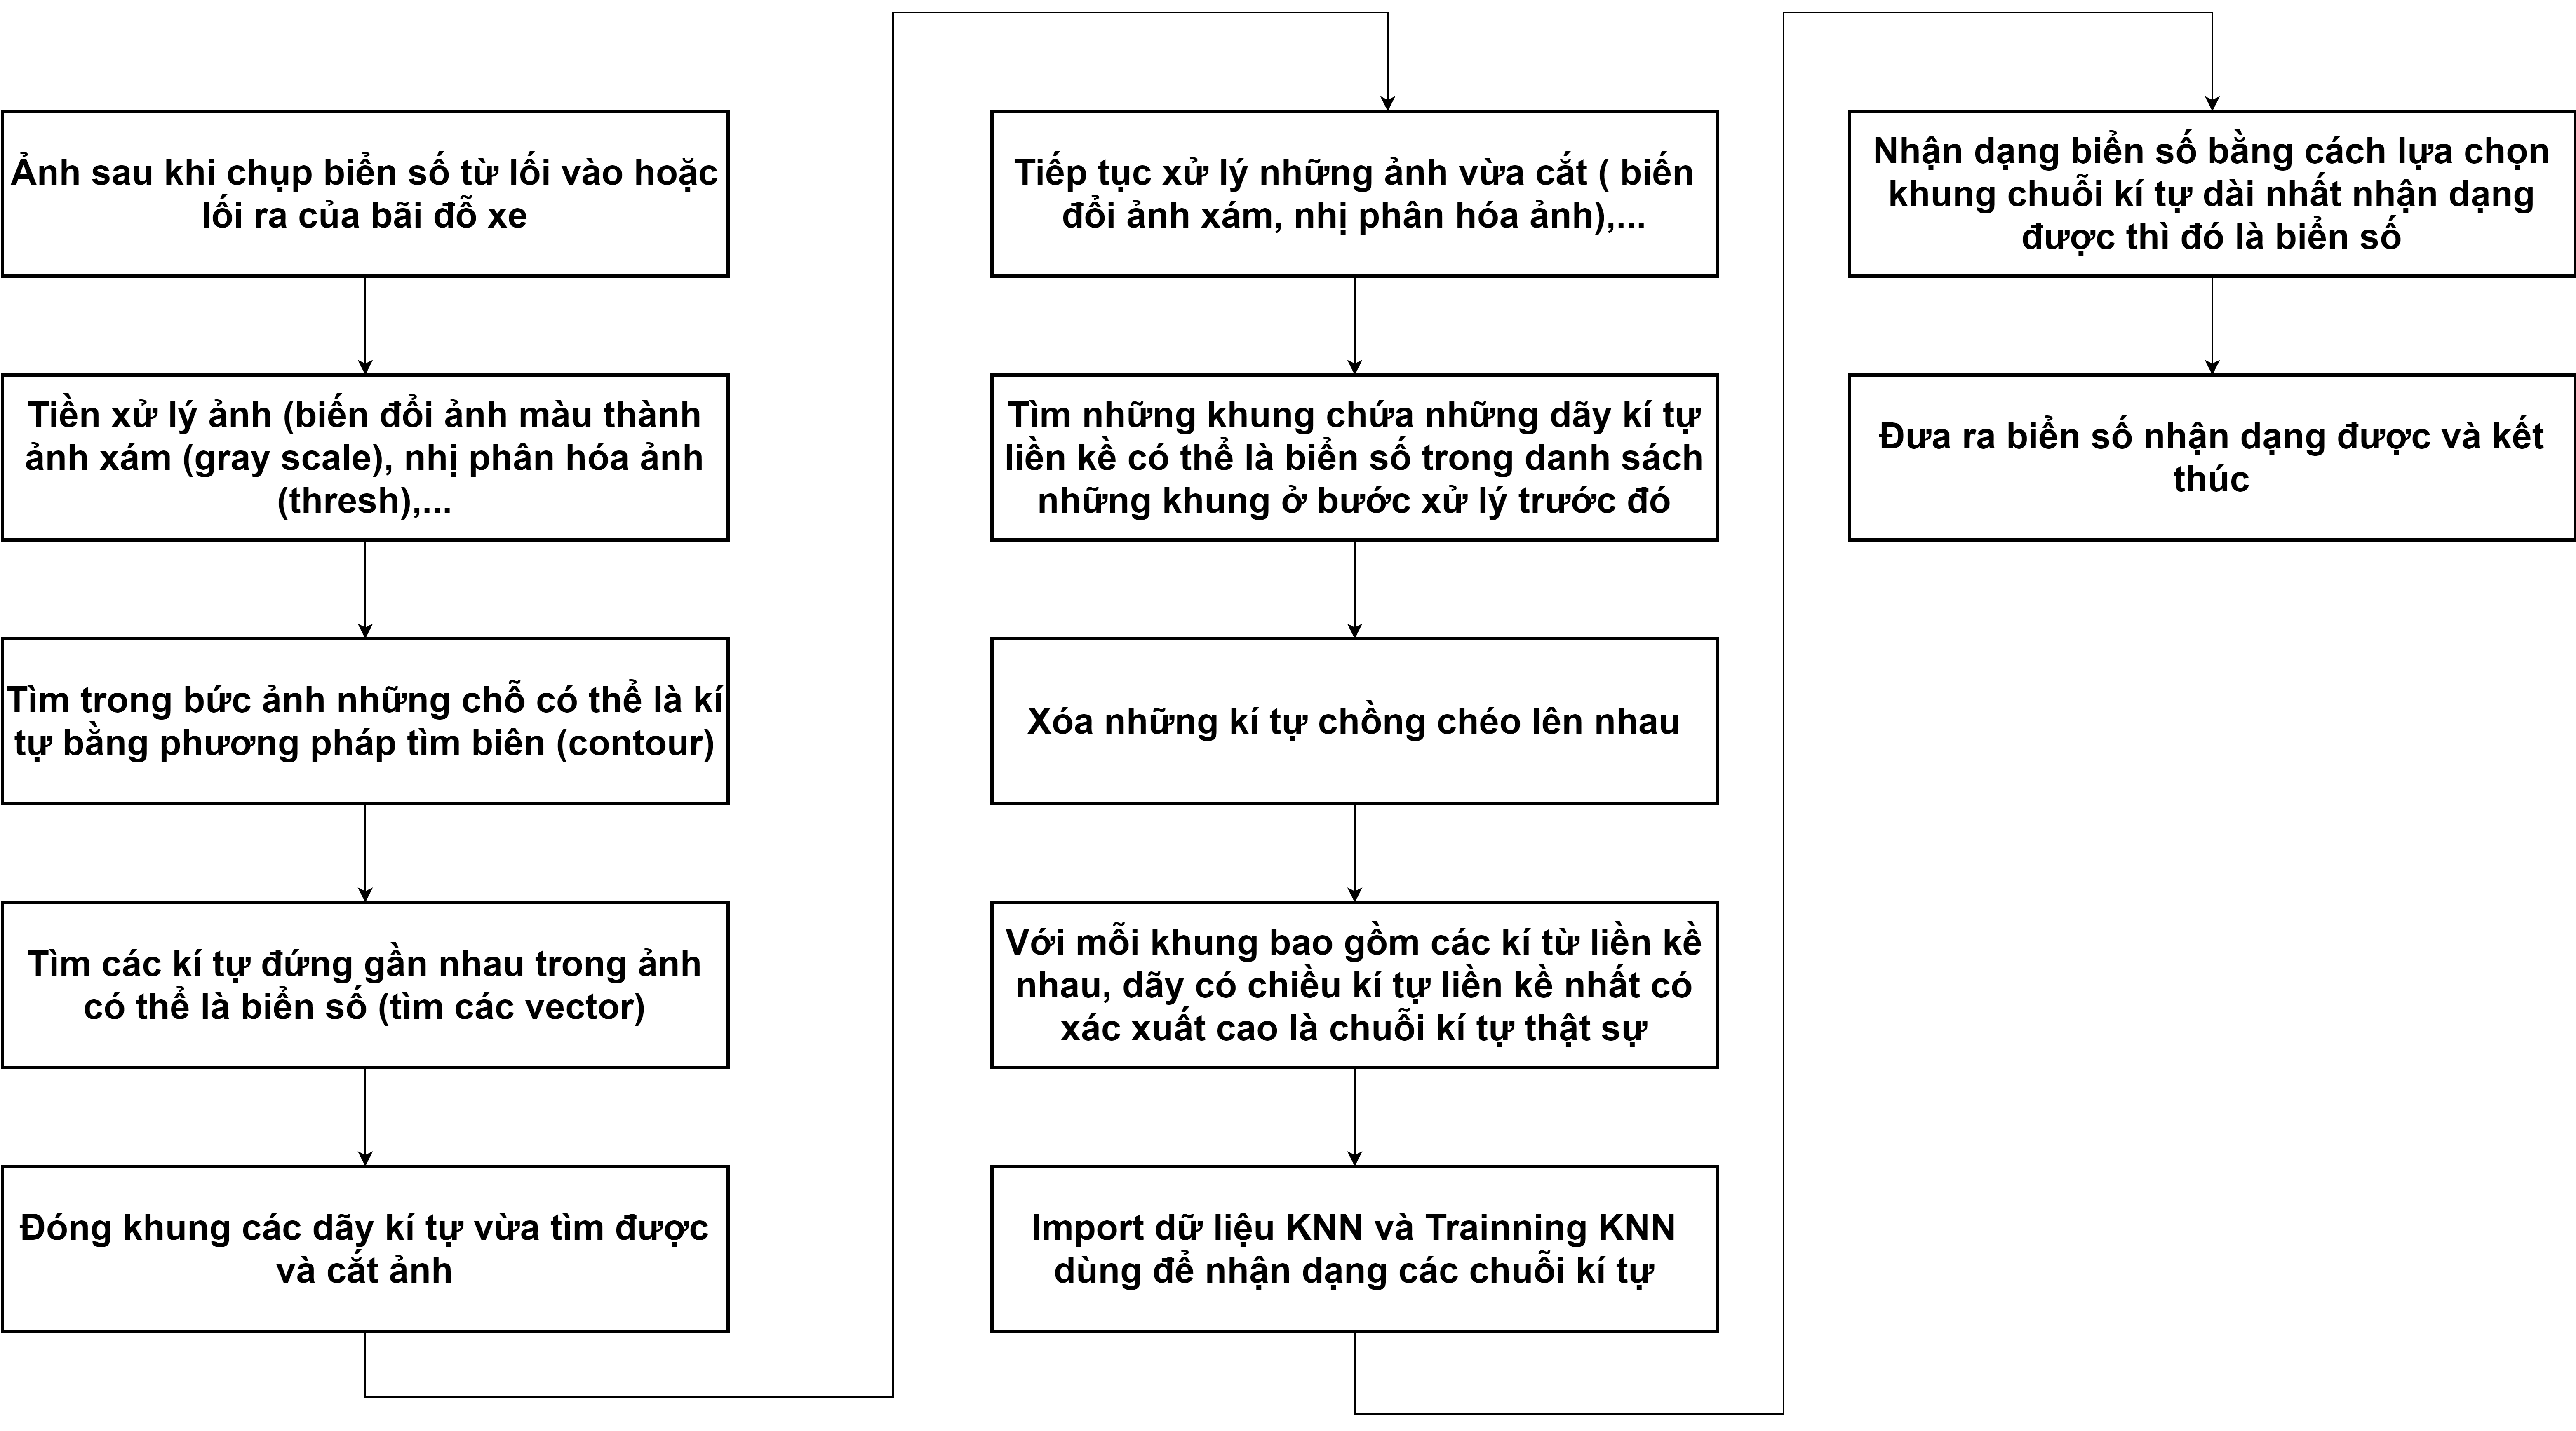 Ảnh sau khi chụp biển số từ lối vào hoặc
lối ra của bãi đỗ xe
Tiền xử lý ảnh (biến đổi ảnh màu thành
ảnh xám (gray scale), nhị phân hóa ảnh
(thresh),...
Tìm trong bức ảnh những chỗ có thể là kí
tự bằng phương pháp tìm biên (contour)
Tìm các kí tự đứng gần nhau trong ảnh
có thể là biển số (tìm các vector)
Đóng khung các dãy kí tự vừa tìm được
và cắt ảnh
Tiếp tục xử lý những ảnh vừa cắt ( biến
đổi ảnh xám, nhị phân hóa ảnh),...
Tìm những khung chứa những dãy kí tự
liền kề có thể là biển số trong danh sách
những khung ở bước xử lý trước đó
Xóa những kí tự chồng chéo lên nhau
Với mỗi khung bao gồm các kí từ liền kề
nhau, dãy có chiều kí tự liền kề nhất có
xác xuất cao là chuỗi kí tự thật sự
Import dữ liệu KNN và Trainning KNN
dùng để nhận dạng các chuỗi kí tự
Nhận dạng biển số bằng cách lựa chọn
khung chuỗi kí tự dài nhất nhận dạng
được thì đó là biển số
Đưa ra biển số nhận dạng được và kết
thúc